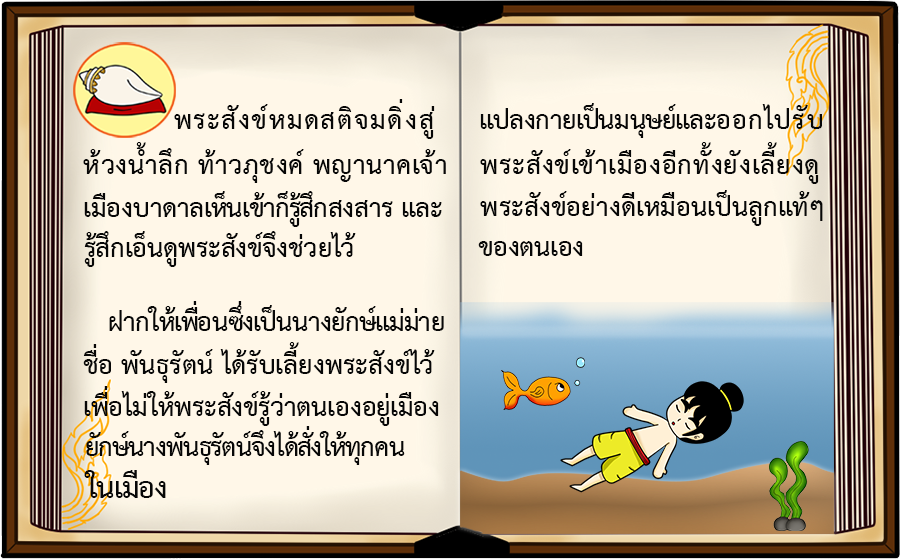 พระสังข์หมดสติจมดิ่งสู่
ห้วงน้ำลึก ท้าวภุชงค์ พญานาคเจ้า
เมืองบาดาลเห็นเข้าก็รู้สึกสงสาร และ
รู้สึกเอ็นดูพระสังข์จึงช่วยไว้
ฝากให้เพื่อนซึ่งเป็นนางยักษ์แม่ม่าย
ชื่อ พันธุรัตน์ ได้รับเลี้ยงพระสังข์ไว้
เพื่อไม่ให้พระสังข์รู้ว่าตนเองอยู่เมือง
ยักษ์นางพันธุรัตน์จึงได้สั่งให้ทุกคน
ในเมือง
แปลงกายเป็นมนุษย์และออกไปรับ
พระสังข์เข้าเมืองอีกทั้งยังเลี้ยงดู
พระสังข์อย่างดีเหมือนเป็นลูกแท้ๆ
ของตนเอง